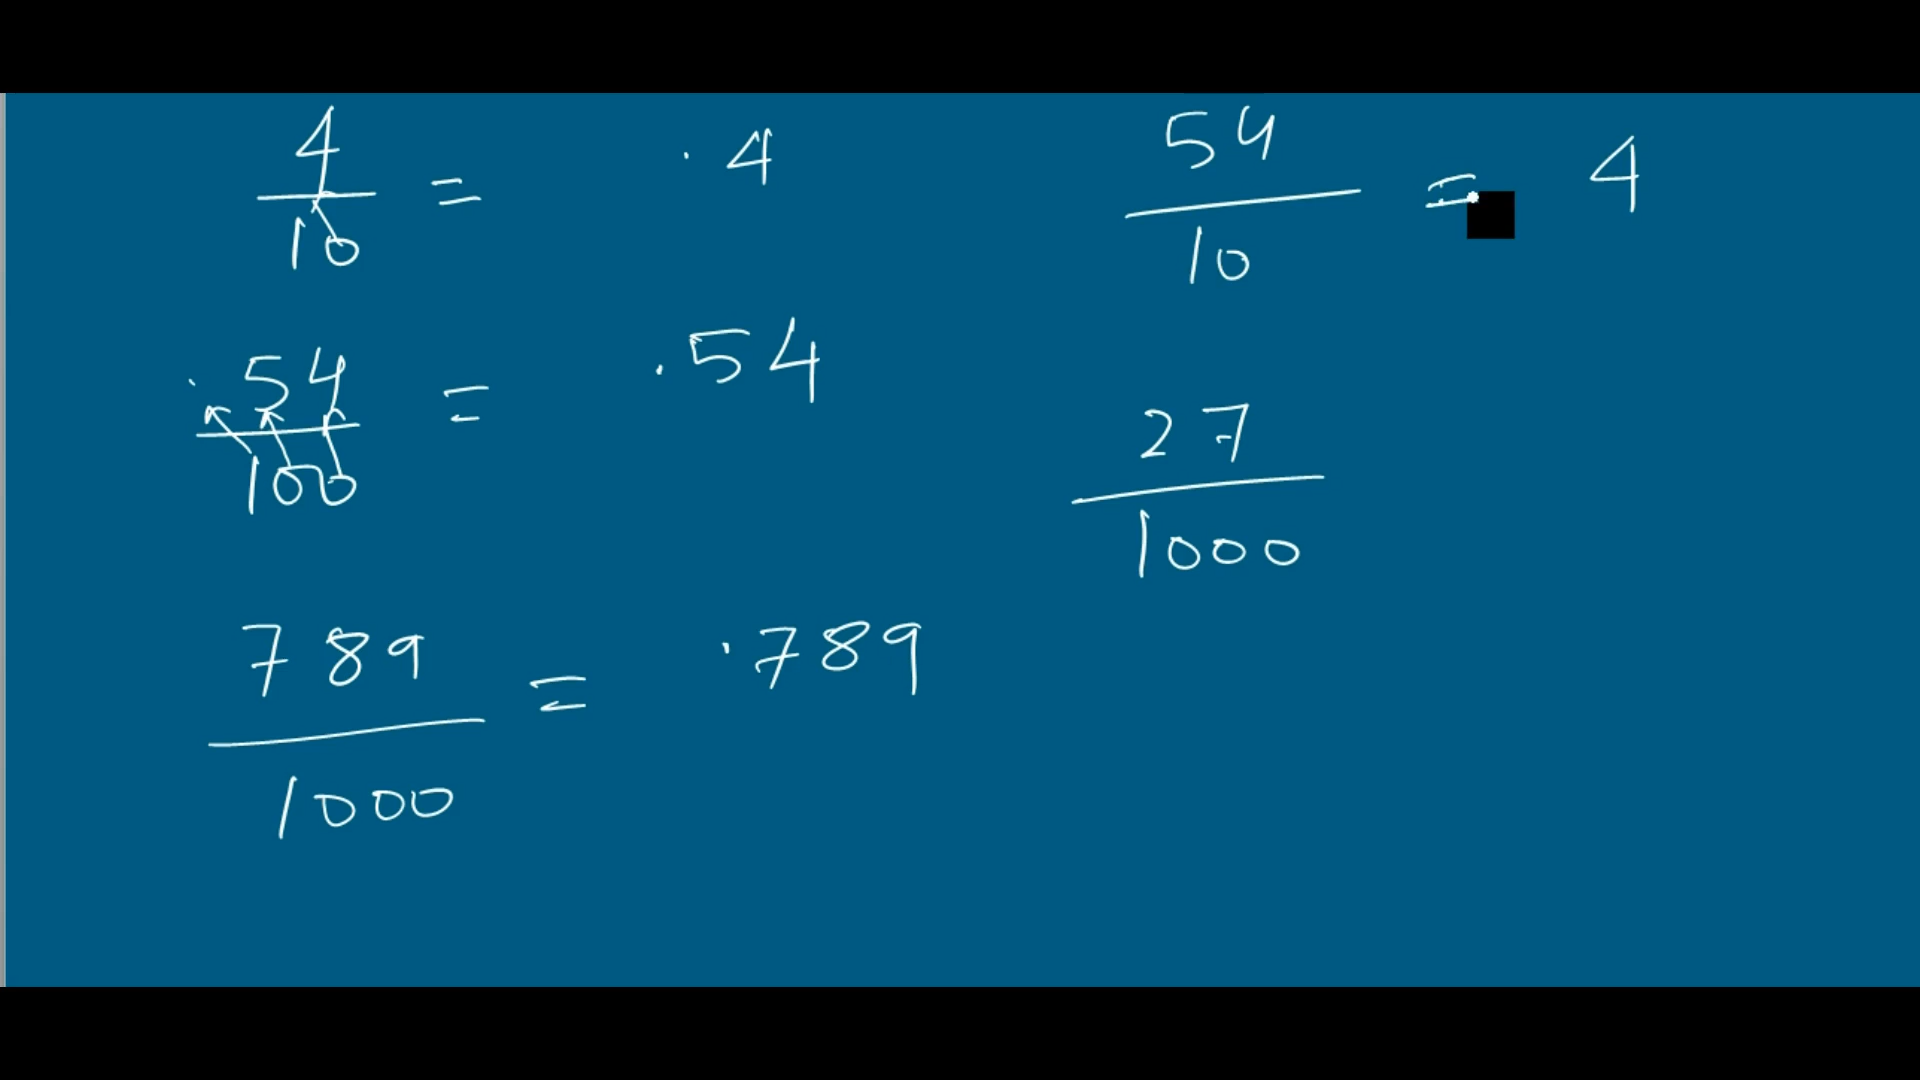 4/10 = .4
.54/100 = .54
789/1000 = .789
54/10 = 4
27/1000